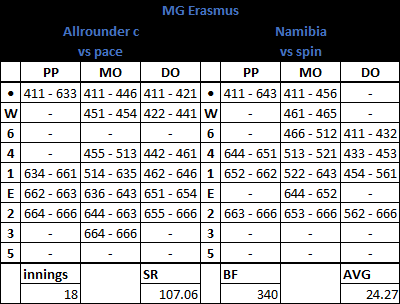 MG Erasmus
Allrounder c Namibia
vs pace vs spin
PP MO DO PP MO DO
• 411 - 633 411 - 446 411 - 421 • 411 - 643 411 - 456 -
W - 451 - 454 422 - 441 W - 461 - 465 -
6 - - - 6 - 466 - 512 411 - 432
4 - 455 - 513 442 - 461 4 644 - 651 513 - 521 433 - 453
1 634 - 661 514 - 635 462 - 646 1 652 - 662 522 - 643 454 - 561
E 662 - 663 636 - 643 651 - 654 E - 644 - 652 -
2 664 - 666 644 - 663 655 - 666 2 663 - 666 653 - 666 562 - 666
3 - 664 - 666 - 3 - - -
5 - - - 5 - - -
innings SR BF AVG
18 107.06 340 24.27